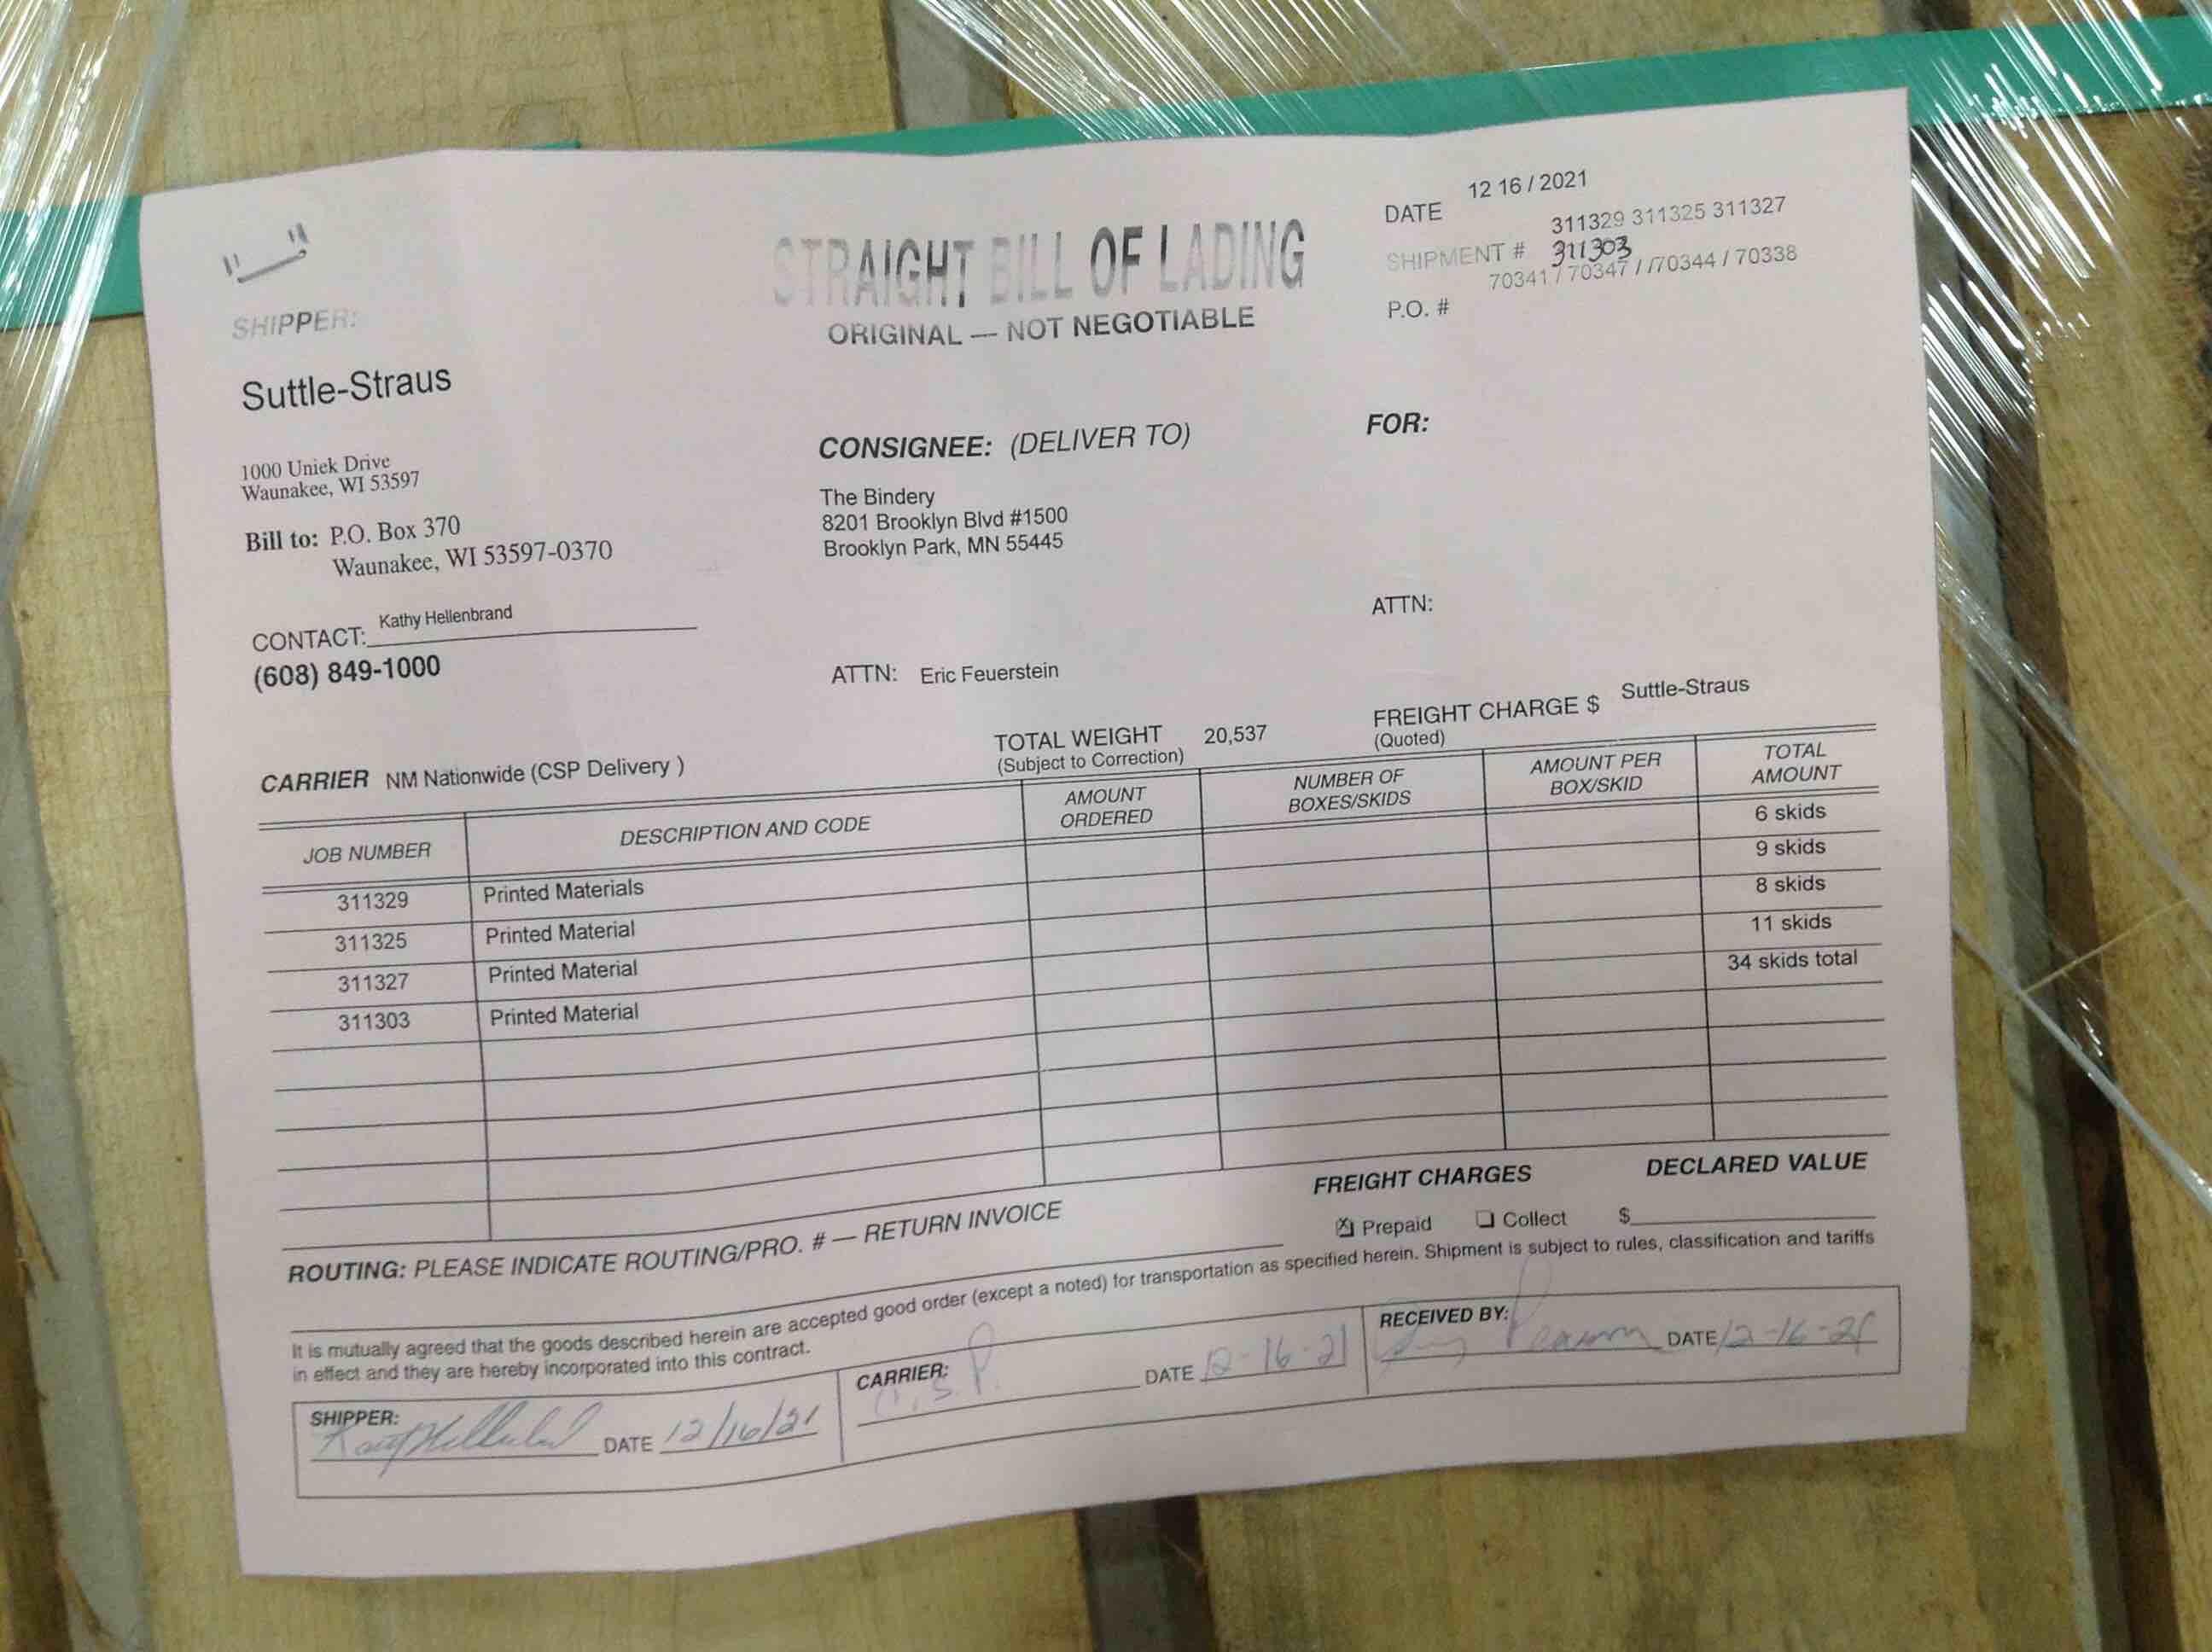 STRAIGHT BILL OF LADING
ORIGINAL — NOT NEGOTIABLE
DATE 12 16 / 2021
311329 311325 311327
SHIPMENT # 311303
70341 / 70347 / /70344 / 70338
P.O. #
SHIPPER:
Suttle-Straus
1000 Uniek Drive
Waunakee, WI 53597
Bill to: P.O. Box 370
Waunakee, WI 53597-0370
CONTACT: Kathy Hellenbrand
(608) 849-1000
CONSIGNEE: (DELIVER TO)
The Bindery
8201 Brooklyn Blvd #1500
Brooklyn Park, MN 55445
ATTN: Eric Feuerstein
FOR:
ATTN:
CARRIER NM Nationwide (CSP Delivery )
TOTAL WEIGHT 20,537
(Subject to Correction)
FREIGHT CHARGE $ Suttle-Straus
(Quoted)
JOB NUMBER
DESCRIPTION AND CODE
AMOUNT
ORDERED
NUMBER OF
BOXES/SKIDS
AMOUNT PER
BOX/SKID
TOTAL
AMOUNT
311329 Printed Materials 6 skids
311325 Printed Material 9 skids
311327 Printed Material 8 skids
311303 Printed Material 11 skids
34 skids total
ROUTING: PLEASE INDICATE ROUTING/PRO. # — RETURN INVOICE
FREIGHT CHARGES
DECLARED VALUE
X Prepaid Collect $
It is mutually agreed that the goods described herein are accepted good order (except a noted) for transportation as specified herein. Shipment is subject to rules, classification and tariffs
in effect and they are hereby incorporated into this contract.
SHIPPER: DATE 12/16/21
CARRIER: C.S.P. DATE 12-16-21
RECEIVED BY: DATE 12-16-21